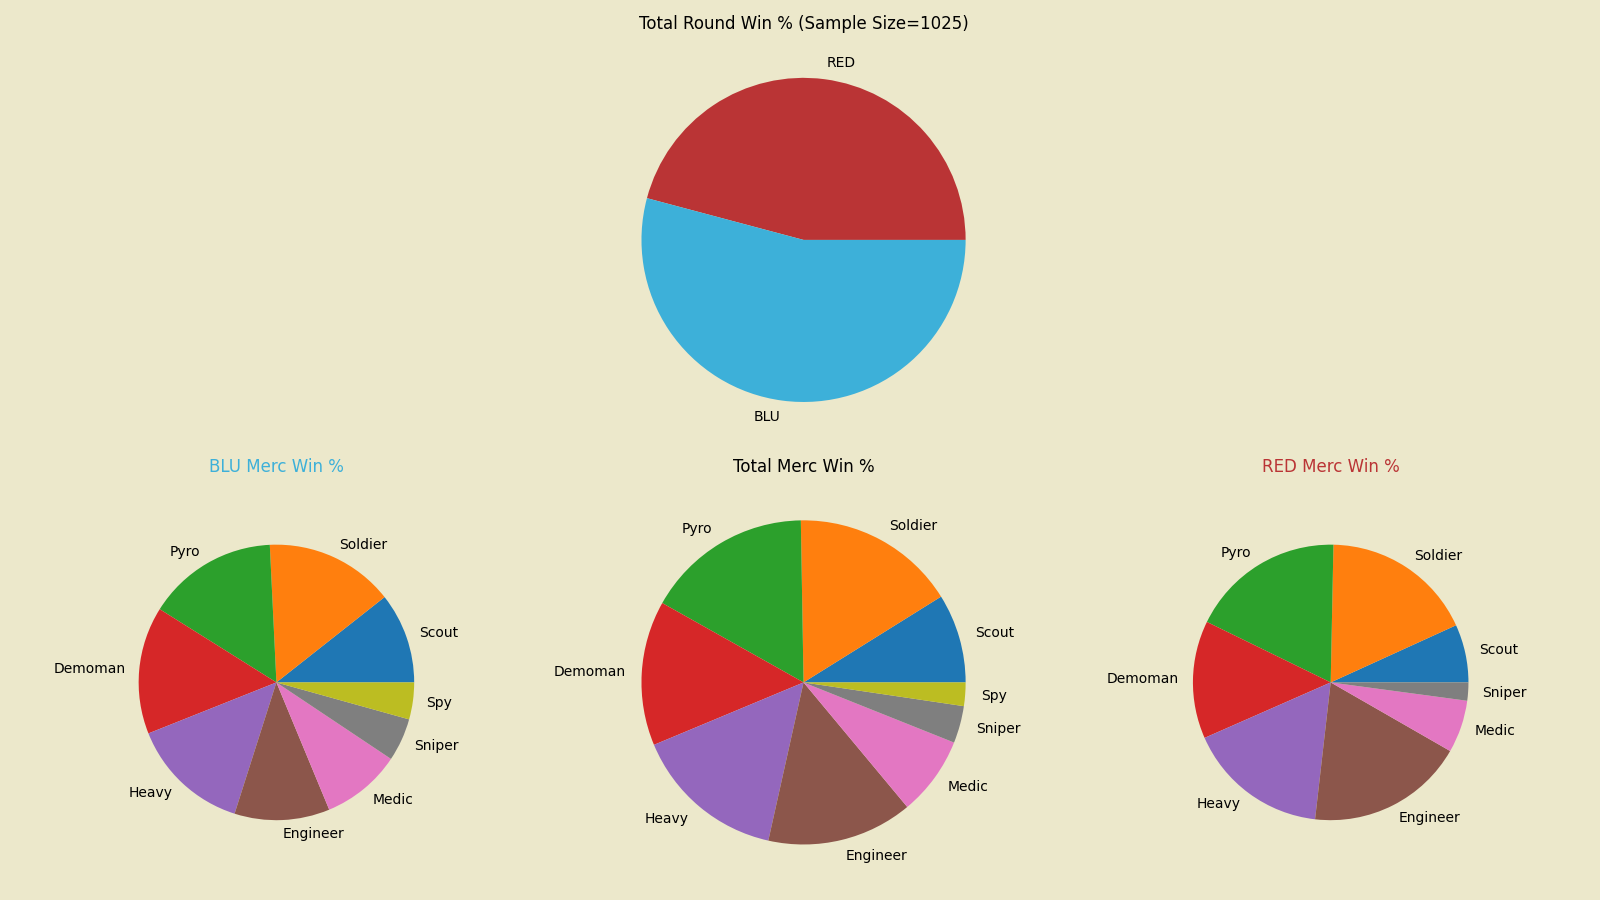 Total Round Win % (Sample Size=1025)
RED
BLU
BLU Merc Win %
Scout
Soldier
Pyro
Demoman
Heavy
Engineer
Medic
Sniper
Spy
Total Merc Win %
Scout
Soldier
Pyro
Demoman
Heavy
Engineer
Medic
Sniper
Spy
RED Merc Win %
Scout
Soldier
Pyro
Demoman
Heavy
Engineer
Medic
Sniper